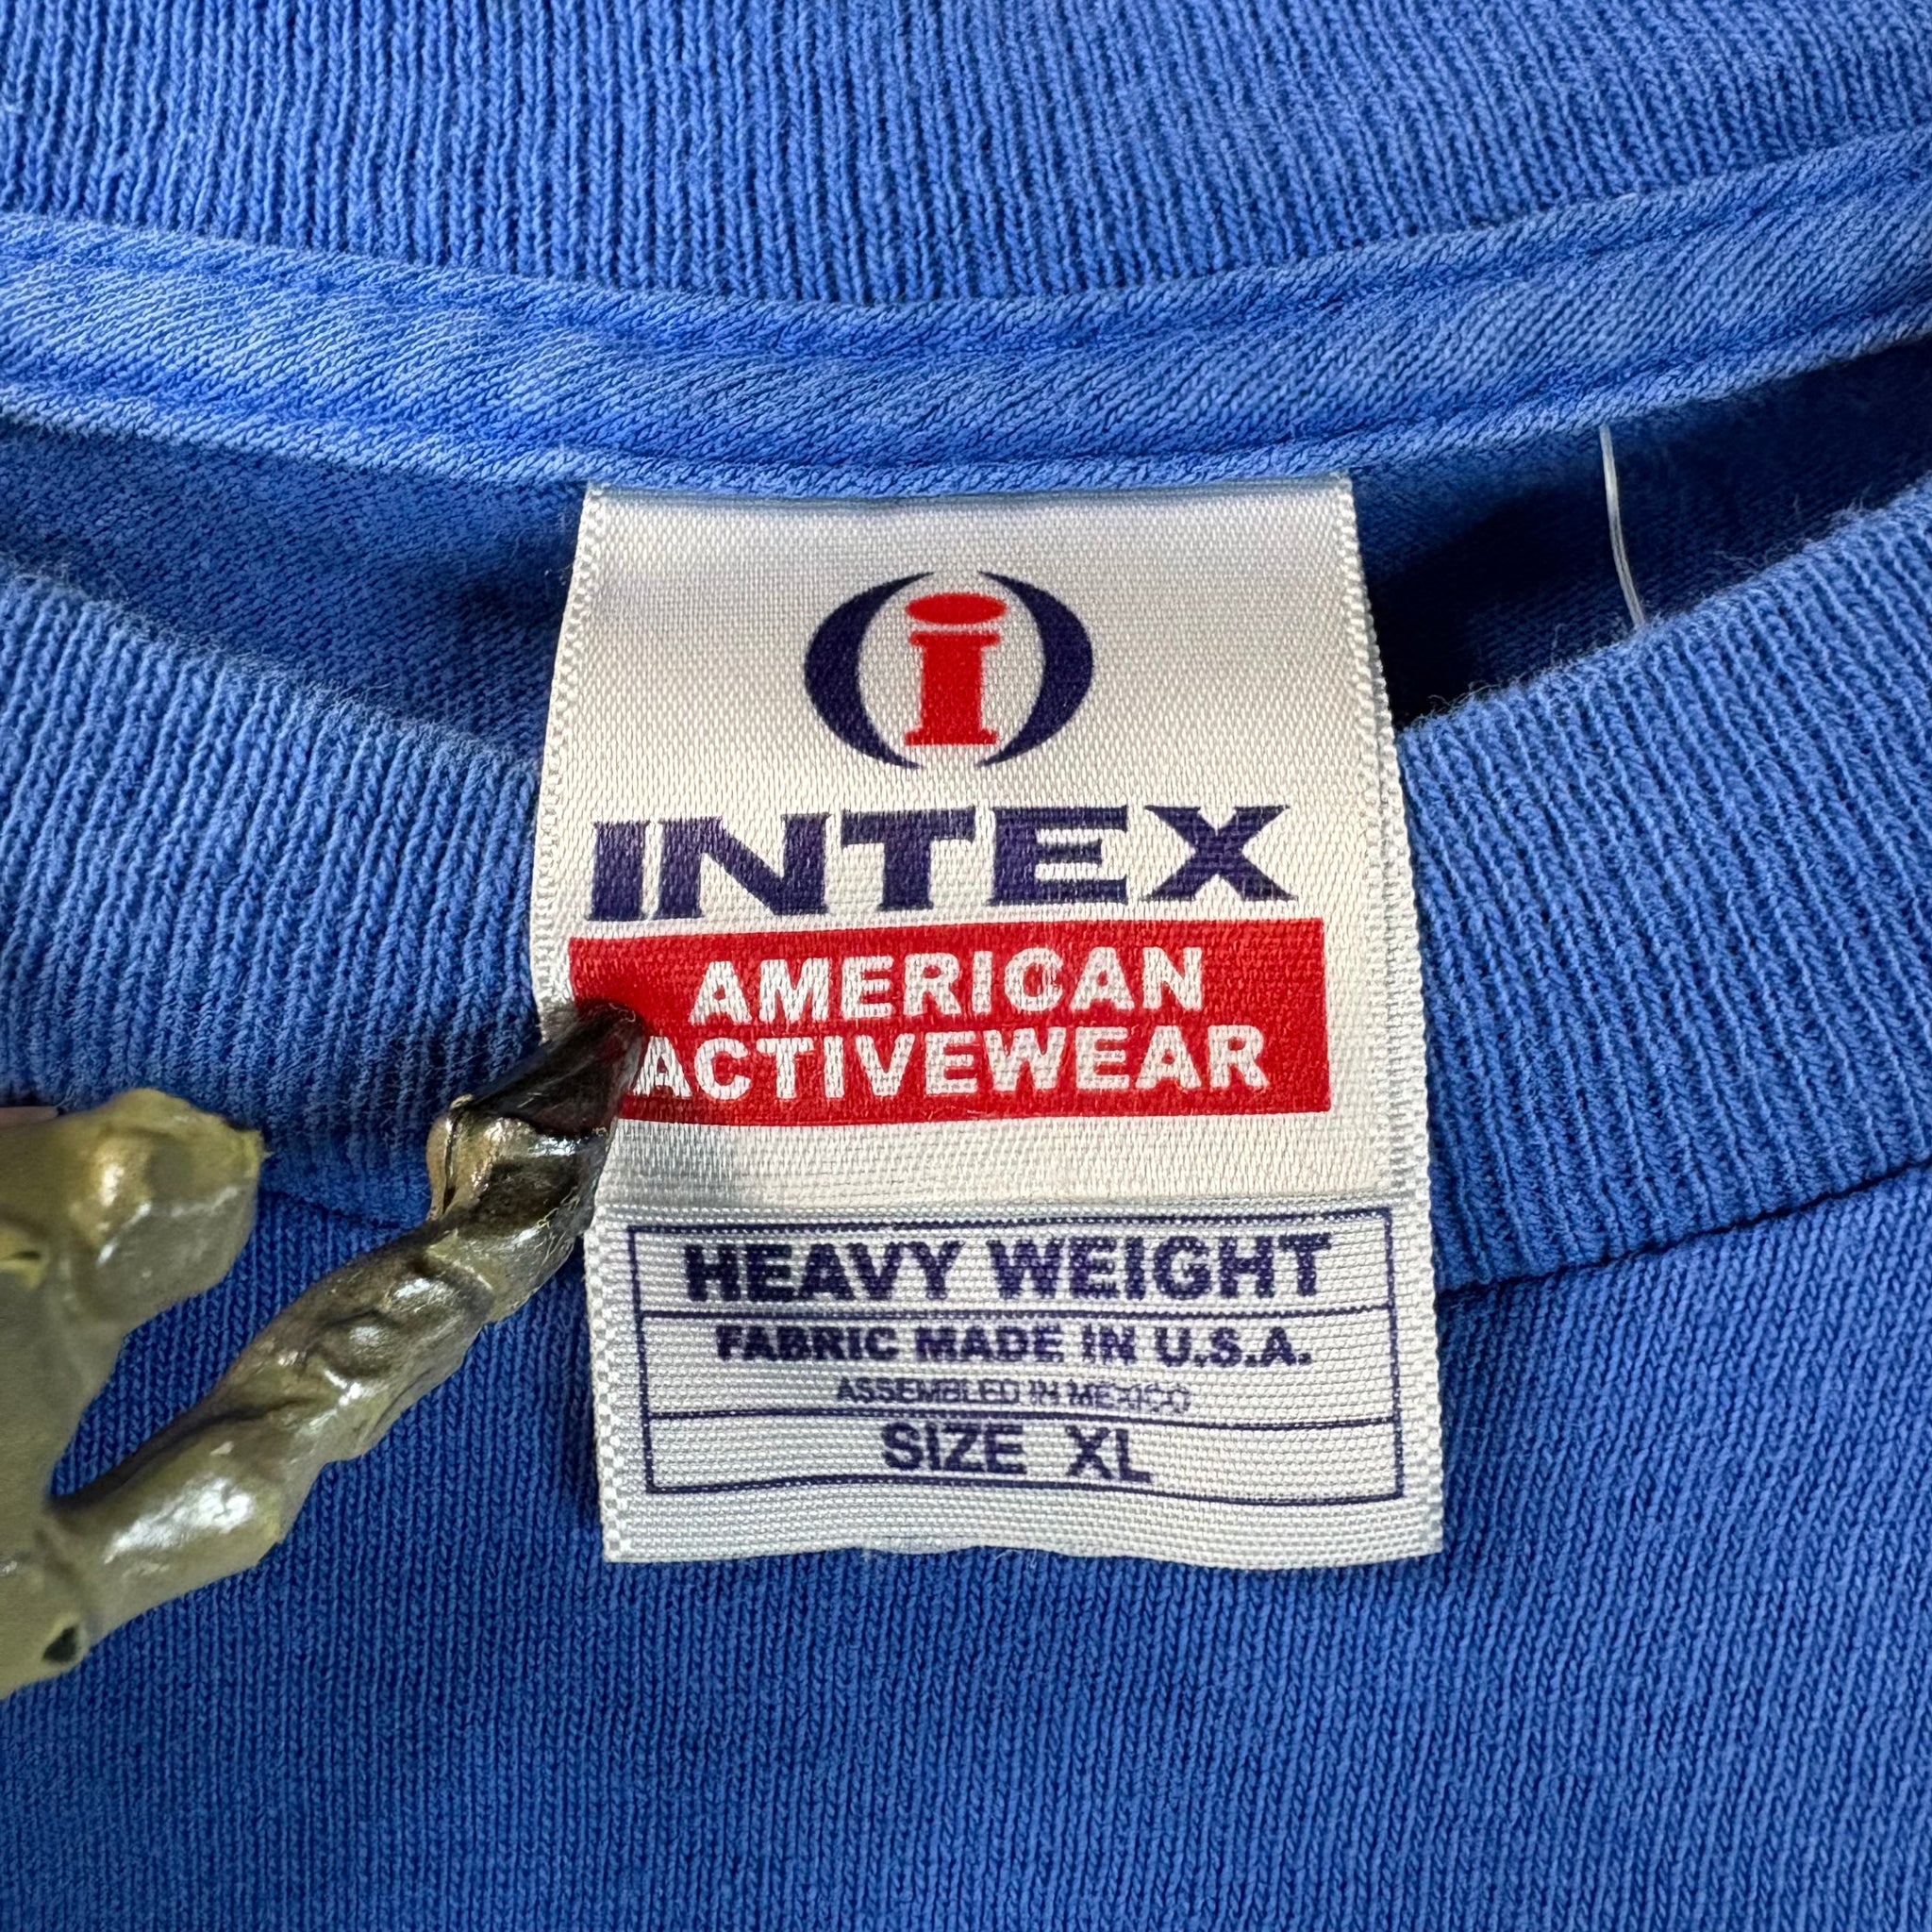 i
INTEX
AMERICAN
ACTIVEWEAR
HEAVY WEIGHT
FABRIC MADE IN U.S.A.
ASSEMBLED IN MEXICO
SIZE XL